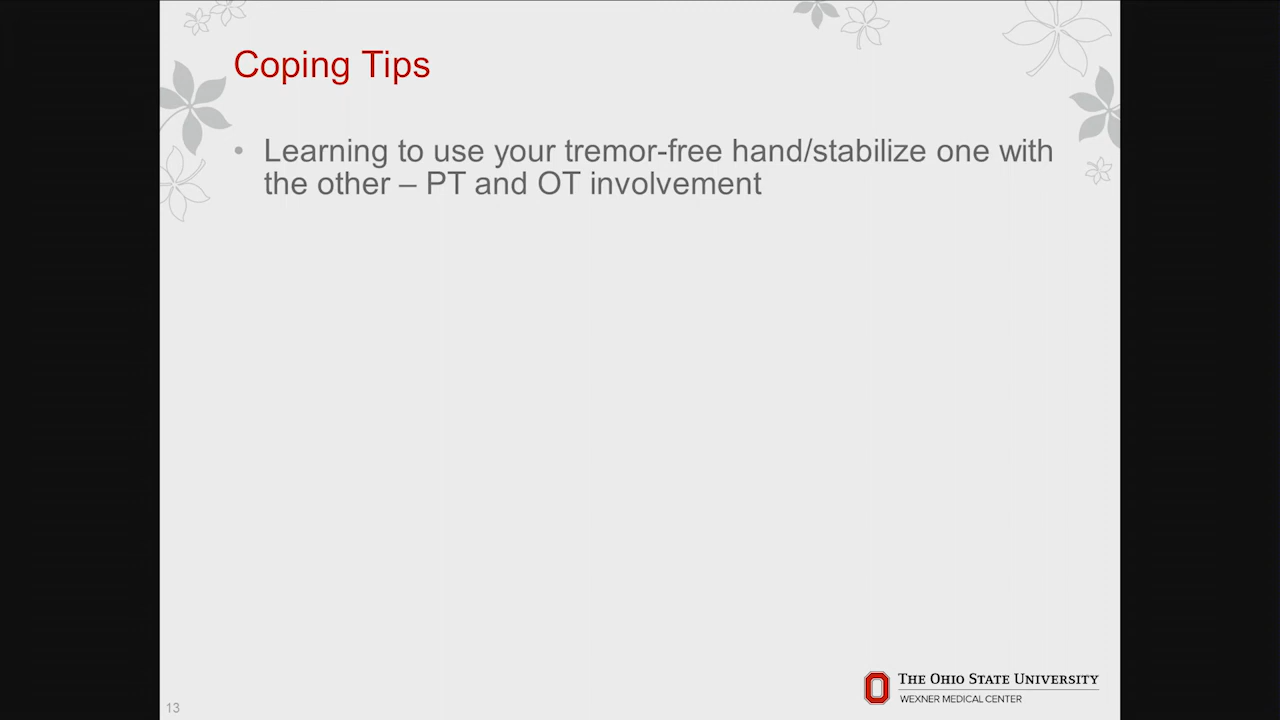 Coping Tips
• Learning to use your tremor-free hand/stabilize one with
the other – PT and OT involvement
THE OHIO STATE UNIVERSITY
WEXNER MEDICAL CENTER
13